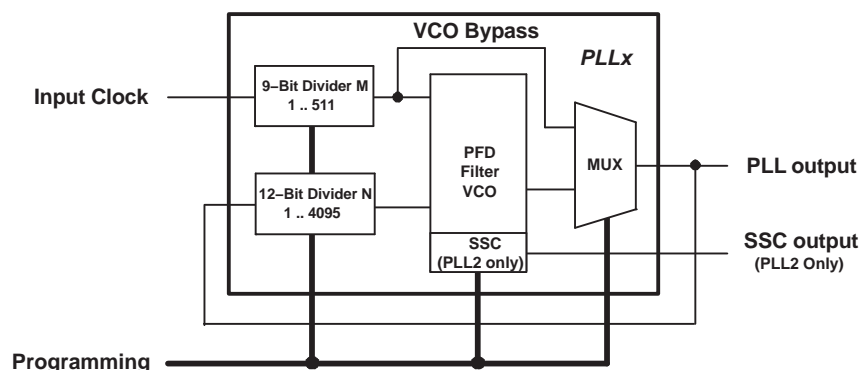 VCO Bypass
PLLx
Input Clock
9–Bit Divider M
1 .. 511
PFD
Filter
VCO
MUX
PLL output
12–Bit Divider N
1 .. 4095
SSC
(PLL2 only)
SSC output
(PLL2 Only)
Programming